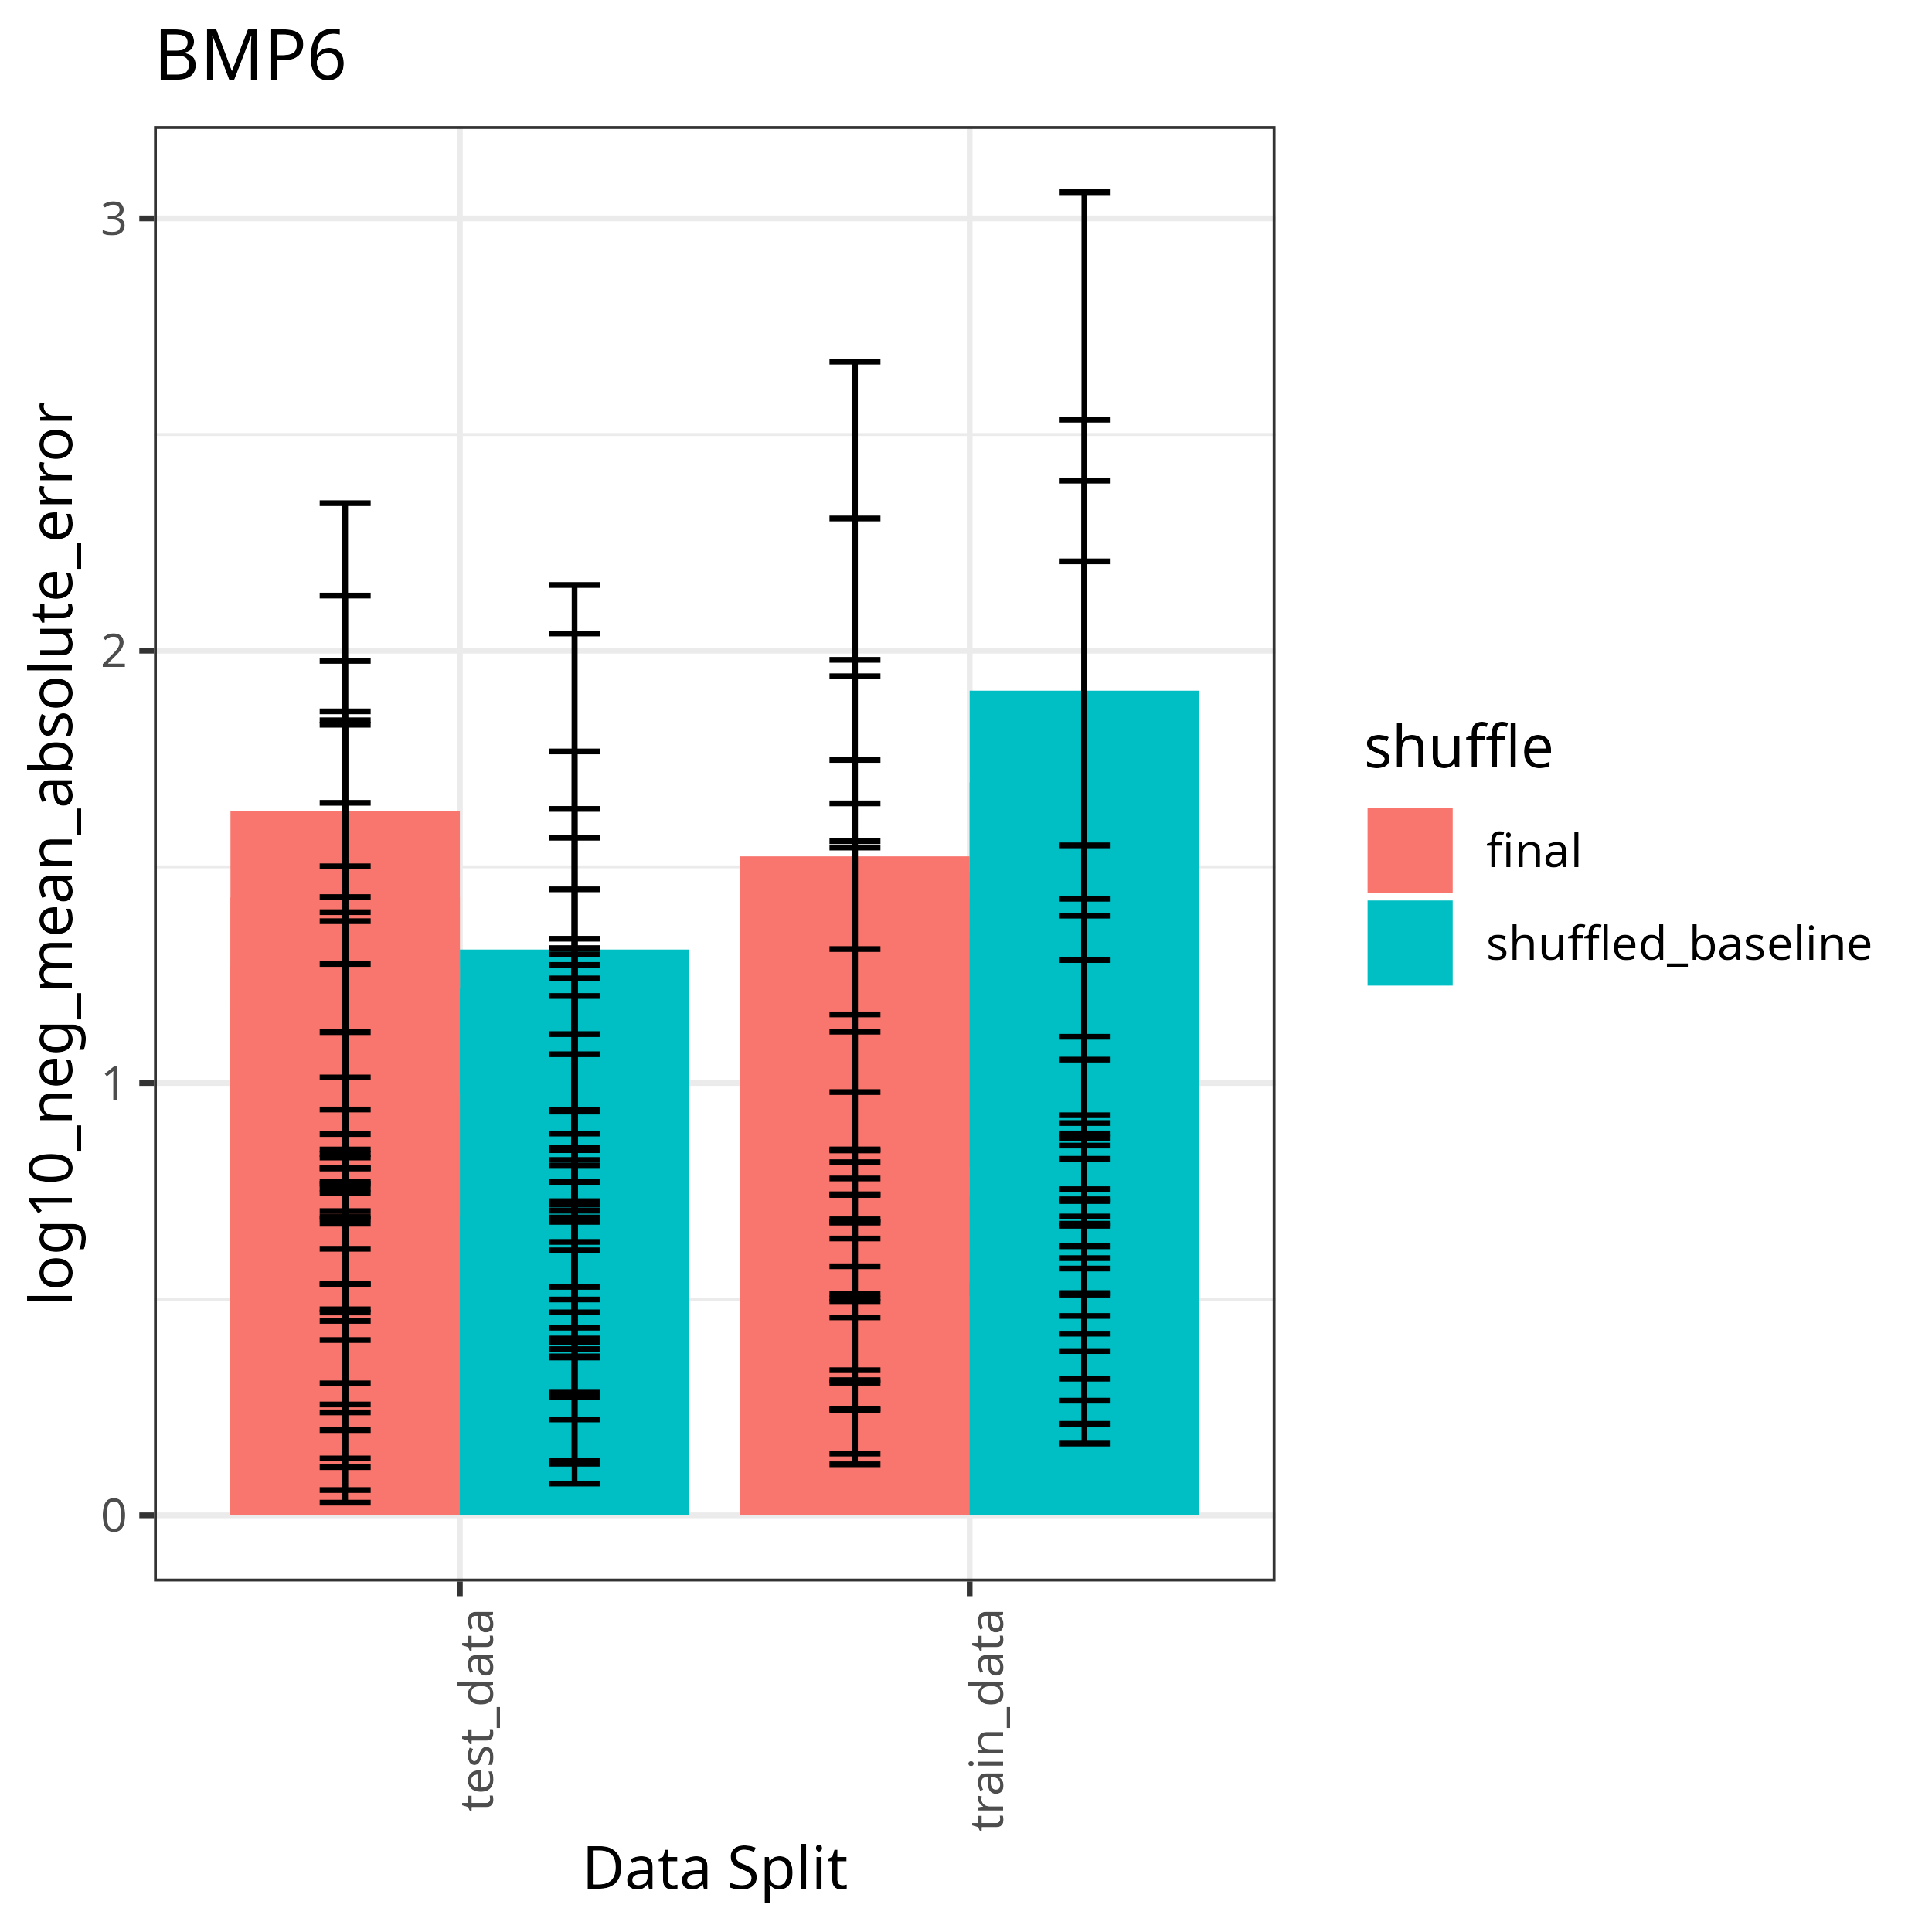 BMP6
log10_neg_mean_absolute_error
3
2
1
0
test_data
train_data
Data Split
shuffle
final
shuffled_baseline